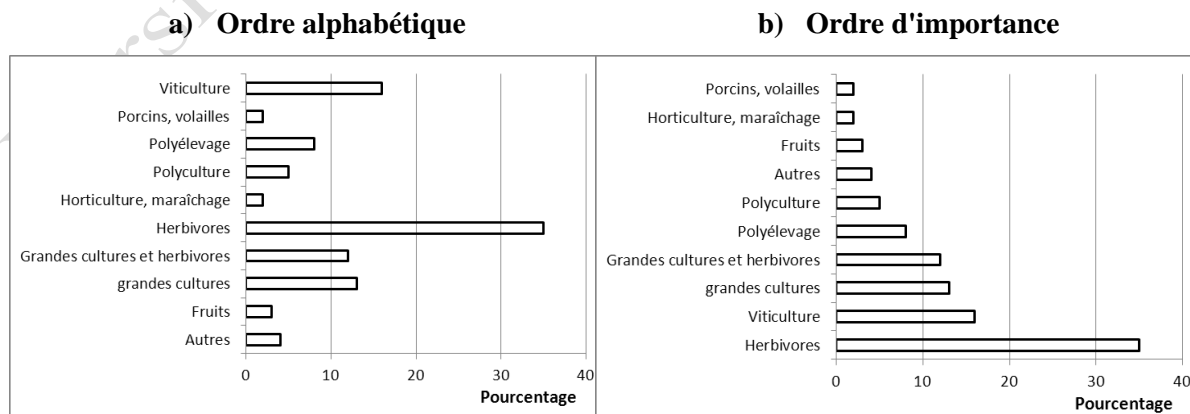 a) Ordre alphabétique
Viticulture
Porcins, volailles
Polyélevage
Polyculture
Horticulture, maraîchage
Herbivores
Grandes cultures et herbivores
grandes cultures
Fruits
Autres
0 10 20 30 40
Pourcentage
b) Ordre d'importance
Porcins, volailles
Horticulture, maraîchage
Fruits
Autres
Polyculture
Polyélevage
Grandes cultures et herbivores
grandes cultures
Viticulture
Herbivores
0 10 20 30 40
Pourcentage